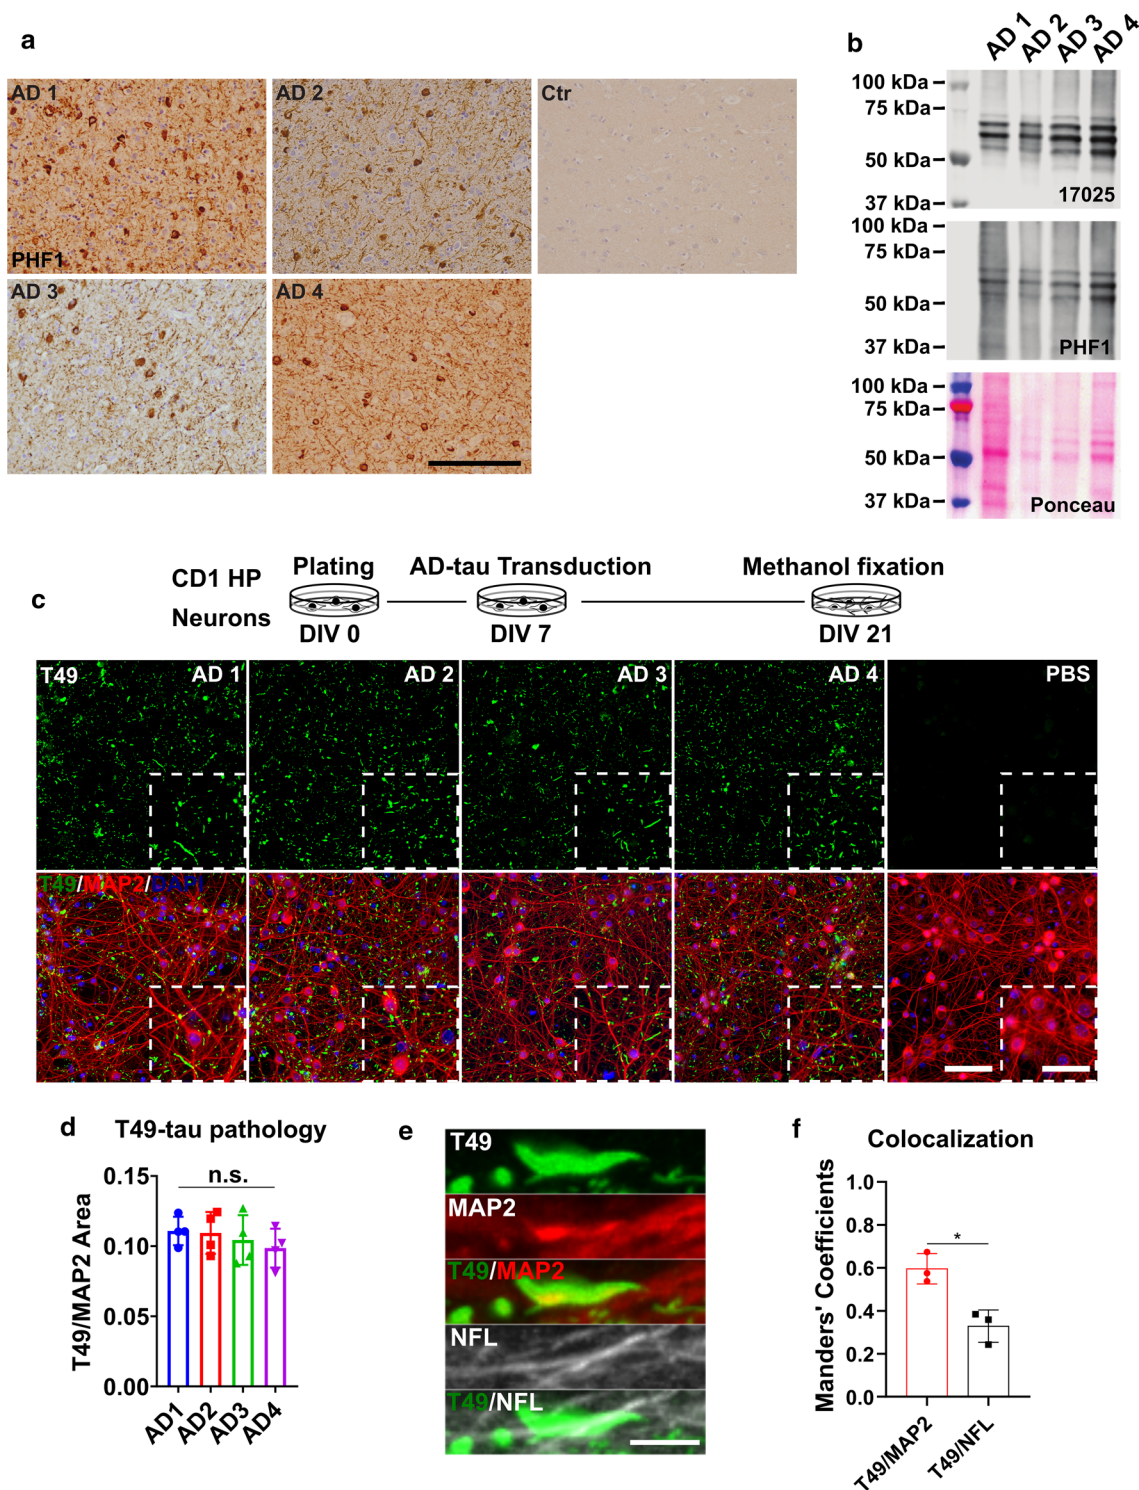 a
AD 1
AD 2
Ctr
PHF1
AD 3
AD 4
b
AD 1
AD 2
AD 3
AD 4
100 kDa
75 kDa
50 kDa
37 kDa
17025
100 kDa
75 kDa
50 kDa
37 kDa
PHF1
100 kDa
75 kDa
50 kDa
37 kDa
Ponceau
c
CD1 HP
Neurons
Plating
AD-tau Transduction
Methanol fixation
DIV 0
DIV 7
DIV 21
T49
AD 1
AD 2
AD 3
AD 4
PBS
T49/MAP2/DAPI
d
T49-tau pathology
n.s.
T49/MAP2 Area
0.15
0.10
0.05
0.00
AD1
AD2
AD3
AD4
e
T49
MAP2
T49/MAP2
NFL
T49/NFL
f
Colocalization
Manders' Coefficients
1.0
0.8
0.6
0.4
0.2
0.0
*
T49/MAP2
T49/NFL